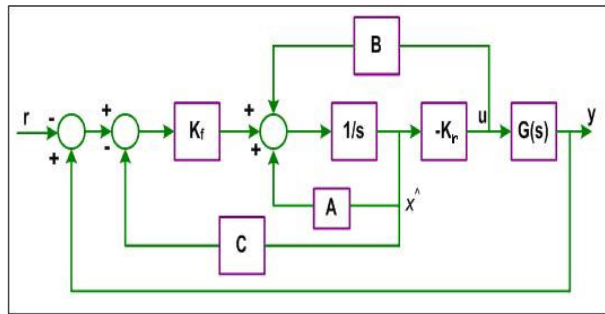 B
r - + + + u y
- K_f + 1/s -K_r G(s)
+
A x^
C